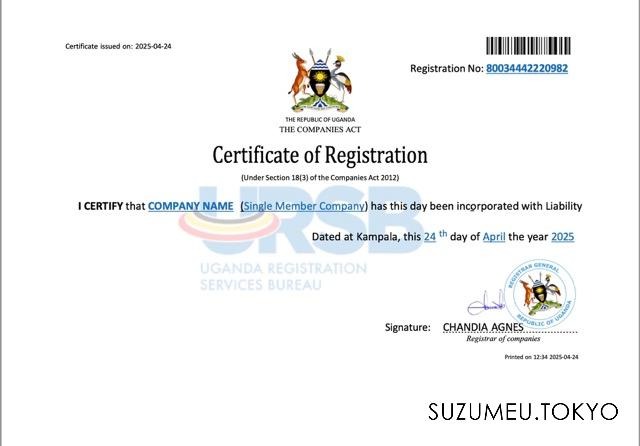 Certificate issued on: 2025-04-24
Registration No: 80034442220982
THE REPUBLIC OF UGANDA
THE COMPANIES ACT
Certificate of Registration
(Under Section 18(3) of the Companies Act 2012)
I CERTIFY that COMPANY NAME (Single Member Company) has this day been incorporated with Liability
URSB
Dated at Kampala, this 24 th day of April the year 2025
UGANDA REGISTRATION
SERVICES BUREAU
REGISTRAR GENERAL
REPUBLIC OF UGANDA
Signature: CHANDIA AGNES
Registrar of companies
Printed on 12:34 2025-04-24
SUZUMEU.TOKYO